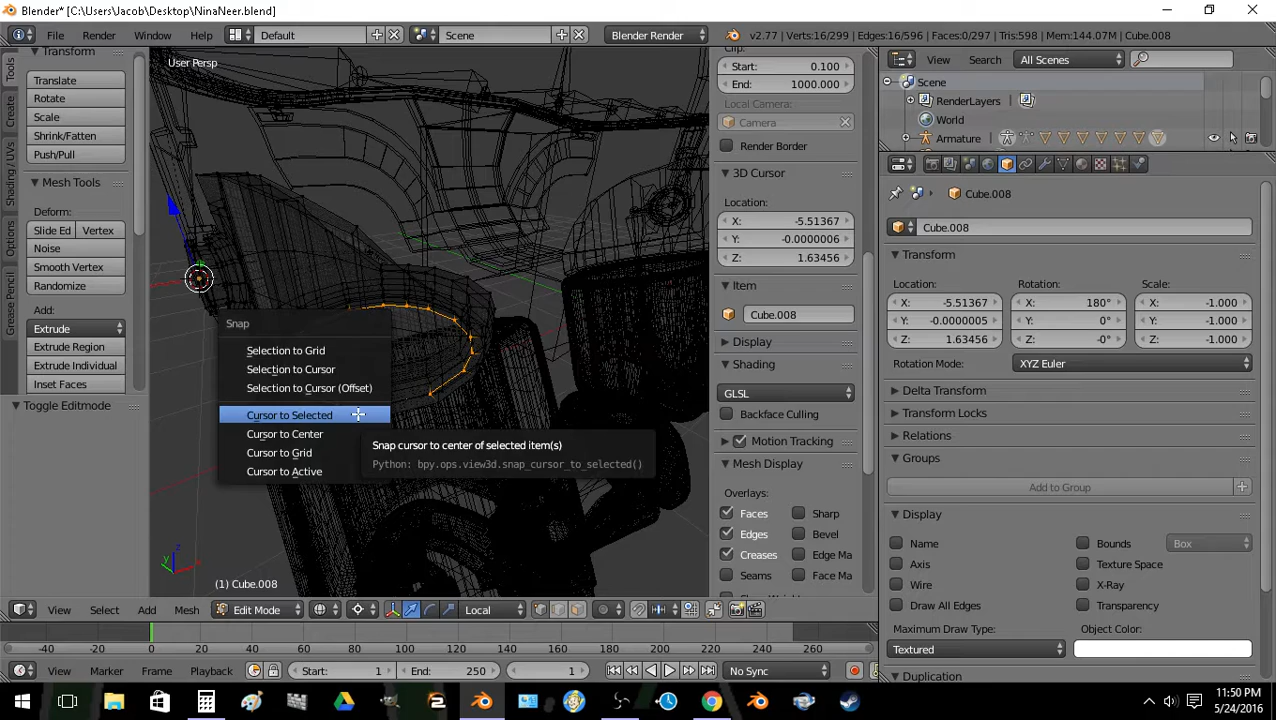 Blender* [C:\Users\Jacob\Desktop\NinaNeer.blend]
File Render Window Help Default Scene Blender Render v2.77 | Verts:16/299 | Edges:16/596 | Faces:0/297 | Tris:598 | Mem:144.07M | Cube.008
Tools
Create
Shading UVs
Options
Grease Pencil
Transform
Translate
Rotate
Scale
Shrink/Fatten
Push/Pull
Mesh Tools
Deform:
Slide Ed Vertex
Noise
Smooth Vertex
Randomize
Add:
Extrude
Extrude Region
Extrude Individual
Inset Faces
Toggle Editmode
User Persp
Snap
Selection to Grid
Selection to Cursor
Selection to Cursor (Offset)
Cursor to Selected
Cursor to Center
Cursor to Grid
Cursor to Active
Snap cursor to center of selected item(s)
Python: bpy.ops.view3d.snap_cursor_to_selected()
(1) Cube.008
Clip:
Start: 0.100
End: 1000.000
Local Camera:
Camera
Render Border
3D Cursor
Location:
X: -5.51367
Y: -0.0000006
Z: 1.63456
Item
Cube.008
Display
Shading
GLSL
Backface Culling
Motion Tracking
Mesh Display
Overlays:
Faces Sharp
Edges Bevel
Creases Edge Ma
Seams Face Ma
View Search All Scenes
Scene
RenderLayers
World
Armature
Cube.008
Cube.008
Transform
Location: Rotation: Scale:
X: -5.51367 X: 180° X: -1.000
Y: -0.0000005 Y: 0° Y: -1.000
Z: 1.63456 Z: -0° Z: -1.000
Rotation Mode: XYZ Euler
Delta Transform
Transform Locks
Relations
Groups
Add to Group
Display
Name Bounds Box
Axis Texture Space
Wire X-Ray
Draw All Edges Transparency
Maximum Draw Type: Object Color:
Textured
Duplication
View Select Add Mesh Edit Mode Local
-40 -20 0 20 40 60 80 100 120 140 160 180 200 220 240 260
View Marker Frame Playback Start: 1 End: 250 1 No Sync
11:50 PM
5/24/2016